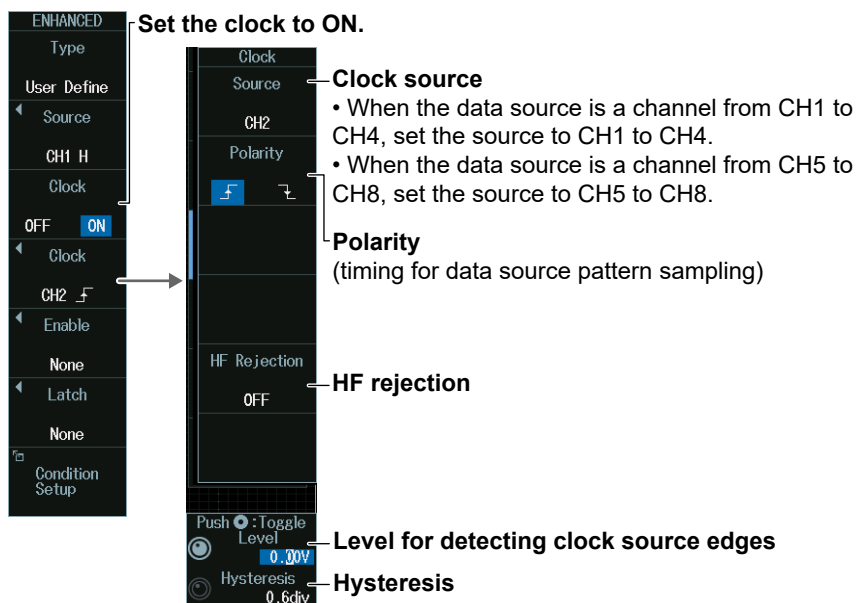 ENHANCED
Type
User Define
Source
CH1 H
Clock
OFF ON
Clock
CH2
Enable
None
Latch
None
Condition
Setup
Set the clock to ON.
Clock
Source
CH2
Polarity
HF Rejection
OFF
Push :Toggle
Level
0.00V
Hysteresis
0.6div
Clock source
• When the data source is a channel from CH1 to
CH4, set the source to CH1 to CH4.
• When the data source is a channel from CH5 to
CH8, set the source to CH5 to CH8.
Polarity
(timing for data source pattern sampling)
HF rejection
Level for detecting clock source edges
Hysteresis